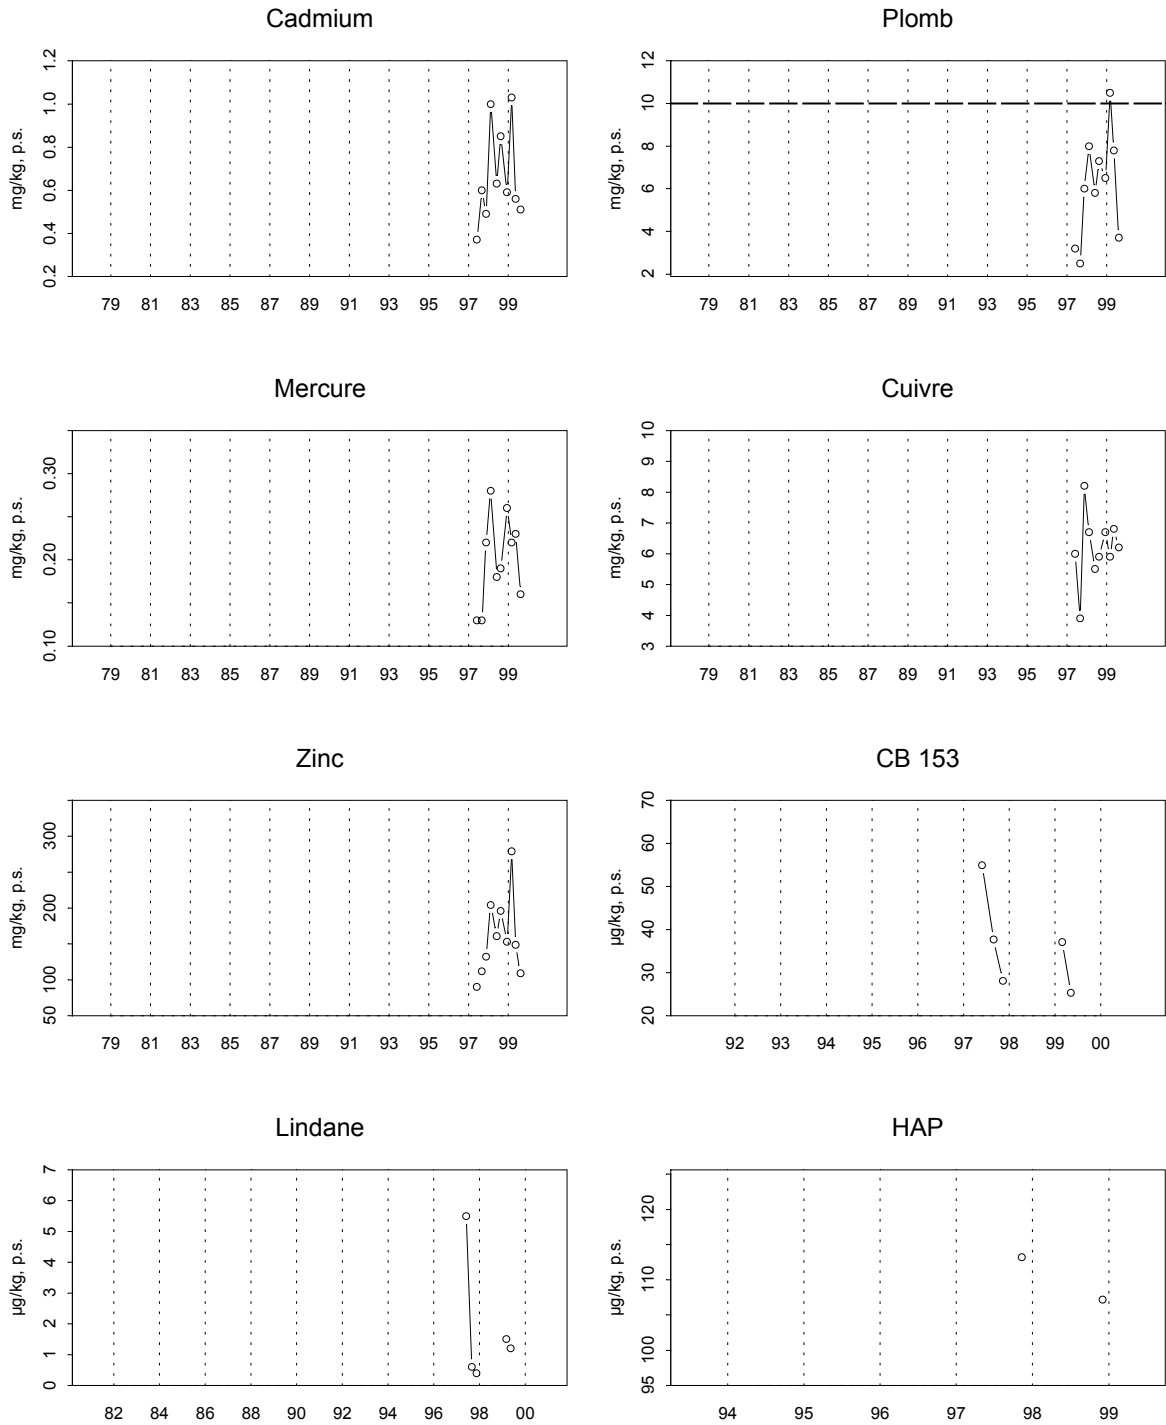 Cadmium
mg/kg, p.s.
0.2 0.4 0.6 0.8 1.0 1.2
79 81 83 85 87 89 91 93 95 97 99
Plomb
mg/kg, p.s.
2 4 6 8 10 12
79 81 83 85 87 89 91 93 95 97 99
Mercure
mg/kg, p.s.
0.10 0.20 0.30
79 81 83 85 87 89 91 93 95 97 99
Cuivre
mg/kg, p.s.
3 4 5 6 7 8 9 10
79 81 83 85 87 89 91 93 95 97 99
Zinc
mg/kg, p.s.
50 100 200 300
79 81 83 85 87 89 91 93 95 97 99
CB 153
µg/kg, p.s.
20 30 40 50 60 70
92 93 94 95 96 97 98 99 00
Lindane
µg/kg, p.s.
0 1 2 3 4 5 6 7
82 84 86 88 90 92 94 96 98 00
HAP
µg/kg, p.s.
95 100 110 120
94 95 96 97 98 99